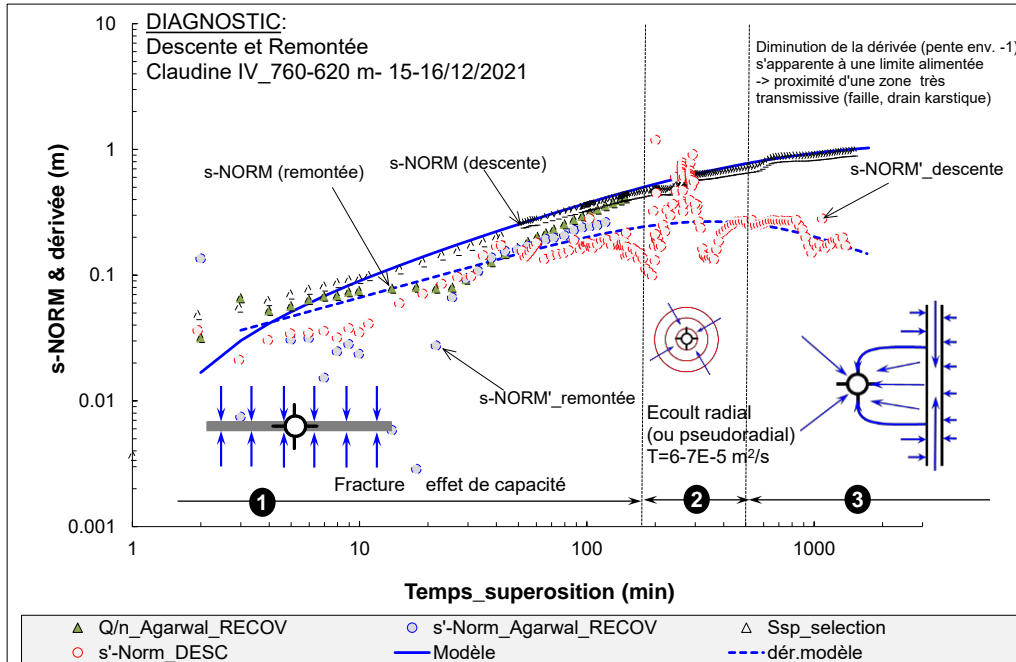 DIAGNOSTIC:
Descente et Remontée
Claudine IV_760-620 m- 15-16/12/2021
Diminution de la dérivée (pente env. -1)
s'apparente à une limite alimentée
-> proximité d'une zone très
transmissive (faille, drain karstique)
s-NORM (remontée)
s-NORM (descente)
s-NORM'_descente
s-NORM'_remontée
Ecoult radial
(ou pseudoradial)
T=6-7E-5 m²/s
Fracture effet de capacité
1
2
3
s-NORM & dérivée (m)
10
1
0.1
0.01
0.001
1
10
100
1000
Temps_superosition (min)
Q/n_Agarwal_RECOV
s'-Norm_Agarwal_RECOV
Ssp_selection
s'-Norm_DESC
Modèle
dér.modèle